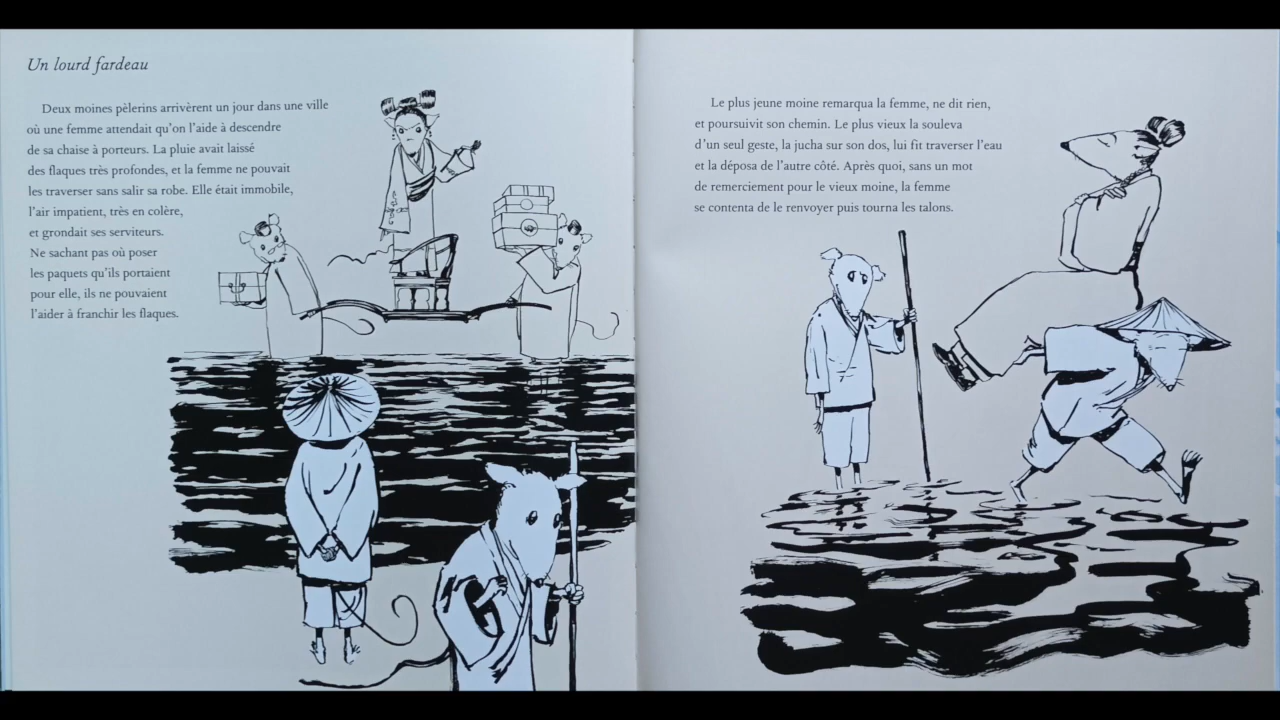 Un lourd fardeau
Deux moines pèlerins arrivèrent un jour dans une ville
où une femme attendait qu'on l'aide à descendre
de sa chaise à porteurs. La pluie avait laissé
des flaques très profondes, et la femme ne pouvait
les traverser sans salir sa robe. Elle était immobile,
l'air impatient, très en colère,
et grondait ses serviteurs.
Ne sachant pas où poser
les paquets qu'ils portaient
pour elle, ils ne pouvaient
l'aider à franchir les flaques.
Le plus jeune moine remarqua la femme, ne dit rien,
et poursuivit son chemin. Le plus vieux la souleva
d'un seul geste, la jucha sur son dos, lui fit traverser l'eau
et la déposa de l'autre côté. Après quoi, sans un mot
de remerciement pour le vieux moine, la femme
se contenta de le renvoyer puis tourna les talons.